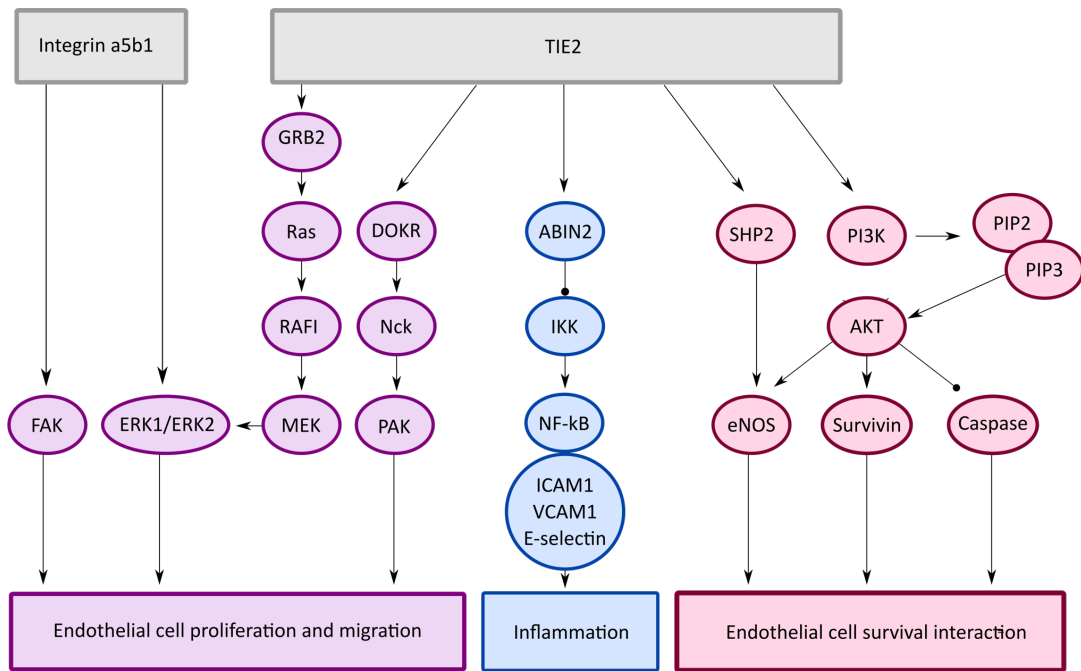 Integrin a5b1
TIE2
GRB2
Ras
DOKR
ABIN2
SHP2
PI3K
PIP2
PIP3
RAFI
Nck
IKK
AKT
FAK
ERK1/ERK2
MEK
PAK
NF-kB
eNOS
Survivin
Caspase
ICAM1
VCAM1
E-selectin
Endothelial cell proliferation and migration
Inflammation
Endothelial cell survival interaction